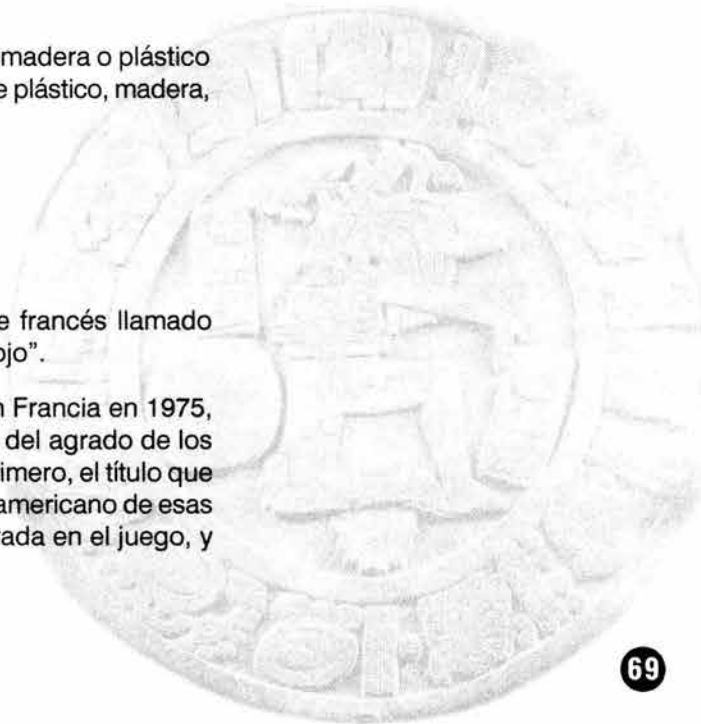 madera o plástico
e plástico, madera,
e francés llamado
ojo”.
n Francia en 1975,
del agrado de los
imero, el título que
americano de esas
ada en el juego, y
69